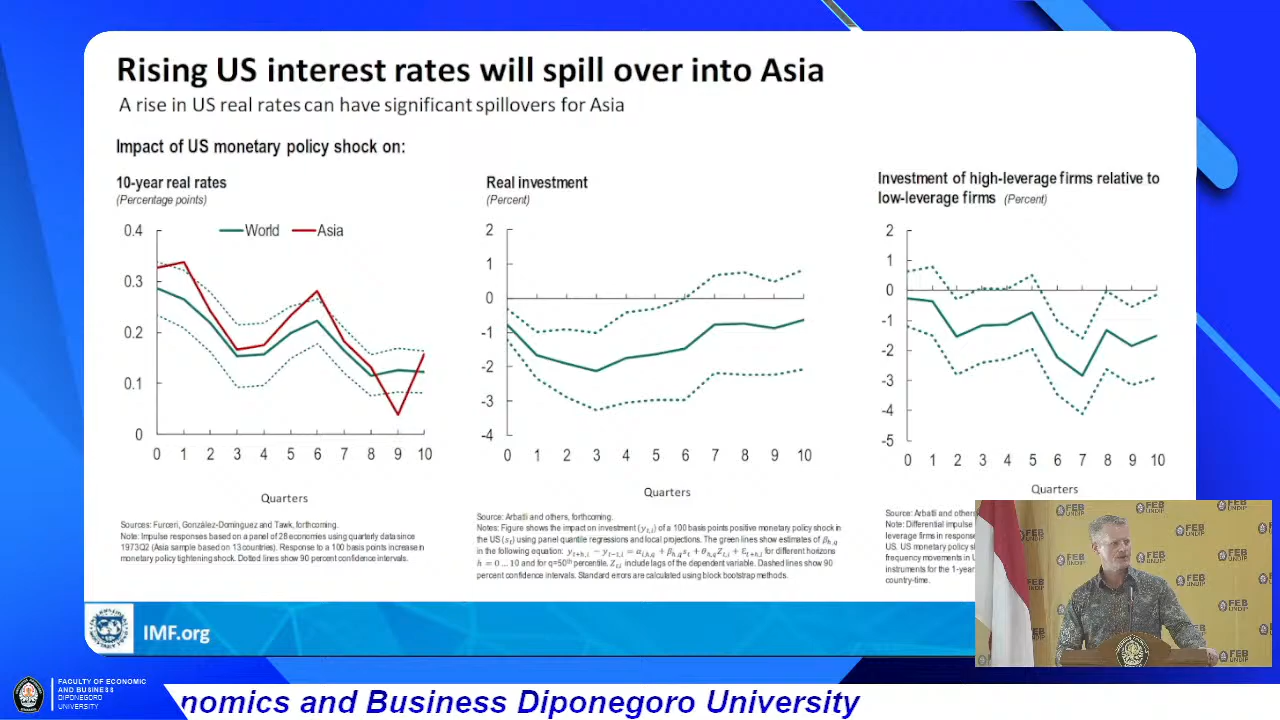 Rising US interest rates will spill over into Asia
A rise in US real rates can have significant spillovers for Asia
Impact of US monetary policy shock on:
10-year real rates
(Percentage points)
World
Asia
0.4
0.3
0.2
0.1
0
0 1 2 3 4 5 6 7 8 9 10
Quarters
Sources: Furceri, González-Dominguez and Tawk, forthcoming.
Note: Impulse responses based on a panel of 28 economies using quarterly data since
1973Q2 (Asia sample based on 13 countries). Response to a 100 basis points increase in
monetary policy tightening shock. Dotted lines show 90 percent confidence intervals.
Real investment
(Percent)
2
1
0
-1
-2
-3
-4
0 1 2 3 4 5 6 7 8 9 10
Quarters
Source: Arbatli and others, forthcoming.
Notes: Figure shows the impact on investment
of a 100 basis points positive monetary policy shock in
the US
using panel quantile regressions and local projections. The green lines show estimates of
in the following equation:
for different horizons
h = 0 ... 10 and for q=50th percentile.
include lags of the dependent variable. Dashed lines show 90
percent confidence intervals. Standard errors are calculated using block bootstrap methods.
Investment of high-leverage firms relative to
low-leverage firms (Percent)
2
1
0
-1
-2
-3
-4
-5
0 1 2 3 4 5 6 7 8 9 10
Quarters
Source: Arbatli and others
Note: Differential impulse
leverage firms in response
US. US monetary policy
frequency movements in
instruments for the 1-year
country-time.
IMF.org
FEB
UNDIP
FACULTY OF ECONOMIC
AND BUSINESS
DIPONEGORO
UNIVERSITY
nomics and Business Diponegoro University